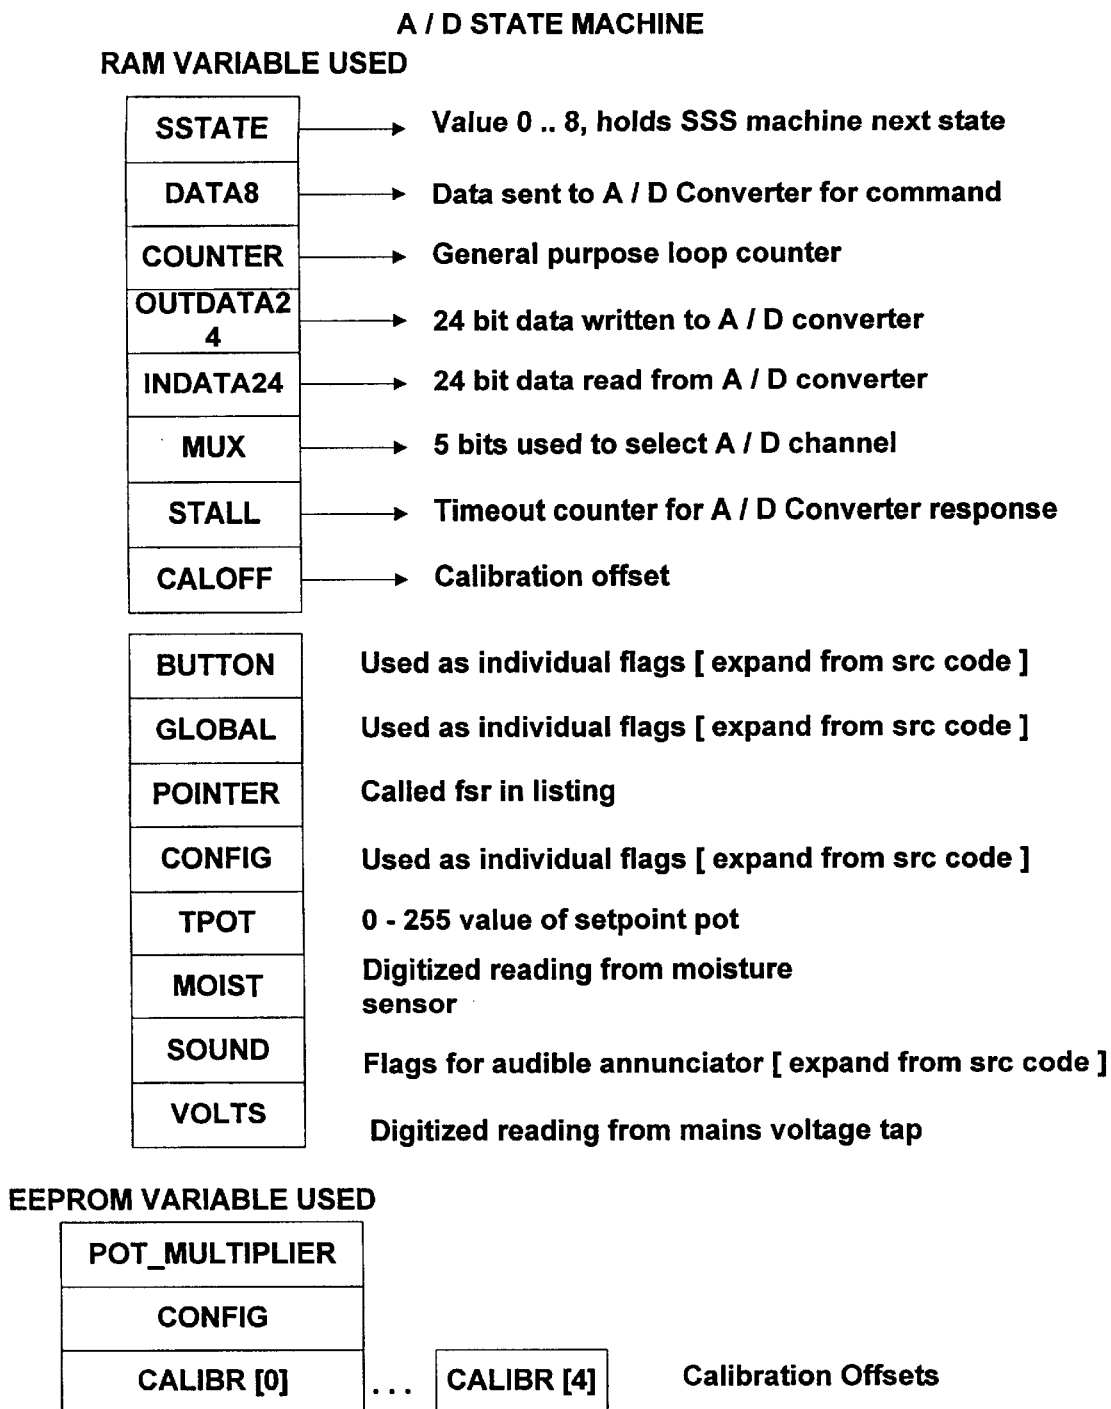 A / D STATE MACHINE
RAM VARIABLE USED
SSTATE Value 0 .. 8, holds SSS machine next state
DATA8 Data sent to A / D Converter for command
COUNTER General purpose loop counter
OUTDATA2
4 24 bit data written to A / D converter
INDATA24 24 bit data read from A / D converter
MUX 5 bits used to select A / D channel
STALL Timeout counter for A / D Converter response
CALOFF Calibration offset
BUTTON Used as individual flags [ expand from src code ]
GLOBAL Used as individual flags [ expand from src code ]
POINTER Called fsr in listing
CONFIG Used as individual flags [ expand from src code ]
TPOT 0 - 255 value of setpoint pot
MOIST Digitized reading from moisture
sensor
SOUND Flags for audible annunciator [ expand from src code ]
VOLTS Digitized reading from mains voltage tap
EEPROM VARIABLE USED
POT_MULTIPLIER
CONFIG
CALIBR [0] ... CALIBR [4] Calibration Offsets